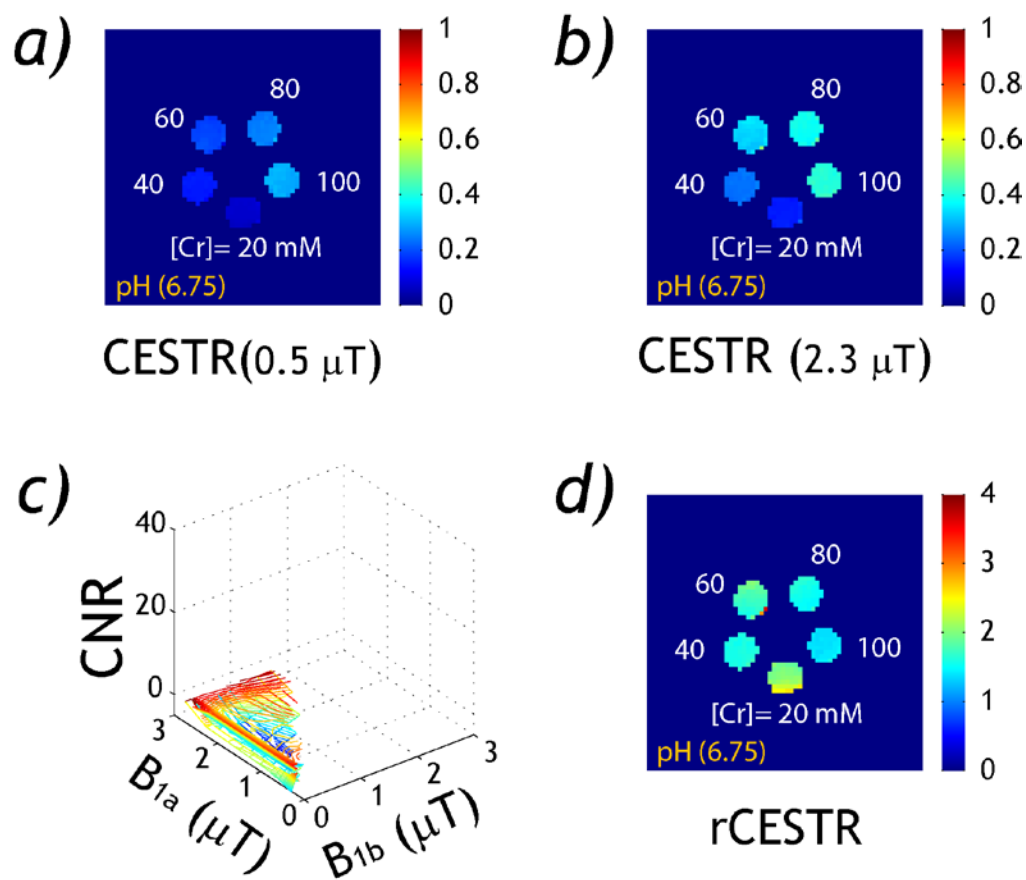 a)
1
0.8
0.6
0.4
0.2
0
80
60
40
100
[Cr]= 20 mM
pH (6.75)
CESTR(0.5 μT)
b)
1
0.8
0.6
0.4
0.2
0
80
60
40
100
[Cr]= 20 mM
pH (6.75)
CESTR (2.3 μT)
c)
CNR
40
20
0
3
2
1
0
B1a (μT)
0
1
2
3
B1b (μT)
d)
4
3
2
1
0
80
60
40
100
[Cr]= 20 mM
pH (6.75)
rCESTR